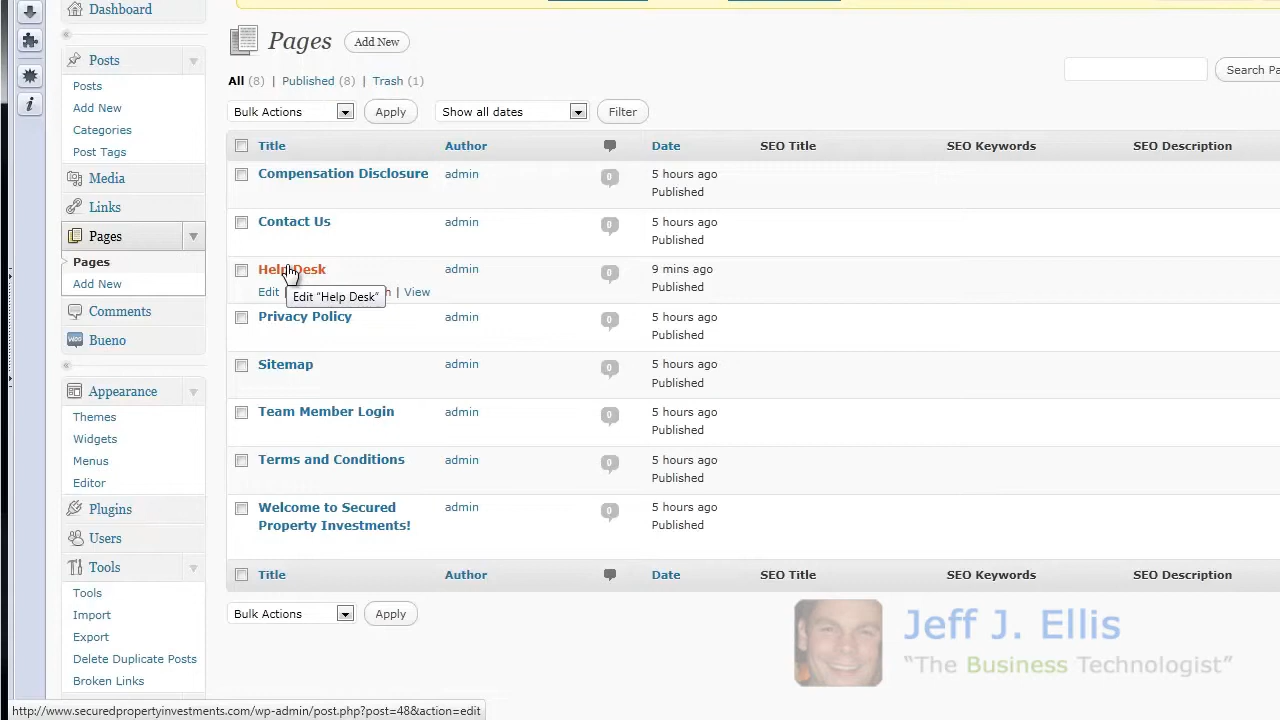 Dashboard
Posts
Posts
Add New
Categories
Post Tags
Media
Links
Pages
Pages
Add New
Comments
Bueno
Appearance
Themes
Widgets
Menus
Editor
Plugins
Users
Tools
Tools
Import
Export
Delete Duplicate Posts
Broken Links
Pages Add New
All (8) | Published (8) | Trash (1)
Search Pa
Bulk Actions Apply Show all dates Filter
Title Author Date SEO Title SEO Keywords SEO Description
Compensation Disclosure admin 0 5 hours ago
Published
Contact Us admin 0 5 hours ago
Published
Help Desk admin 0 9 mins ago
Published
Edit | View
Edit "Help Desk"
Privacy Policy admin 0 5 hours ago
Published
Sitemap admin 0 5 hours ago
Published
Team Member Login admin 0 5 hours ago
Published
Terms and Conditions admin 0 5 hours ago
Published
Welcome to Secured admin 0 5 hours ago
Property Investments! Published
Title Author Date SEO Title SEO Keywords SEO Description
Bulk Actions Apply
Jeff J. Ellis
"The Business Technologist"
http://www.securedpropertyinvestments.com/wp-admin/post.php?post=48&action=edit